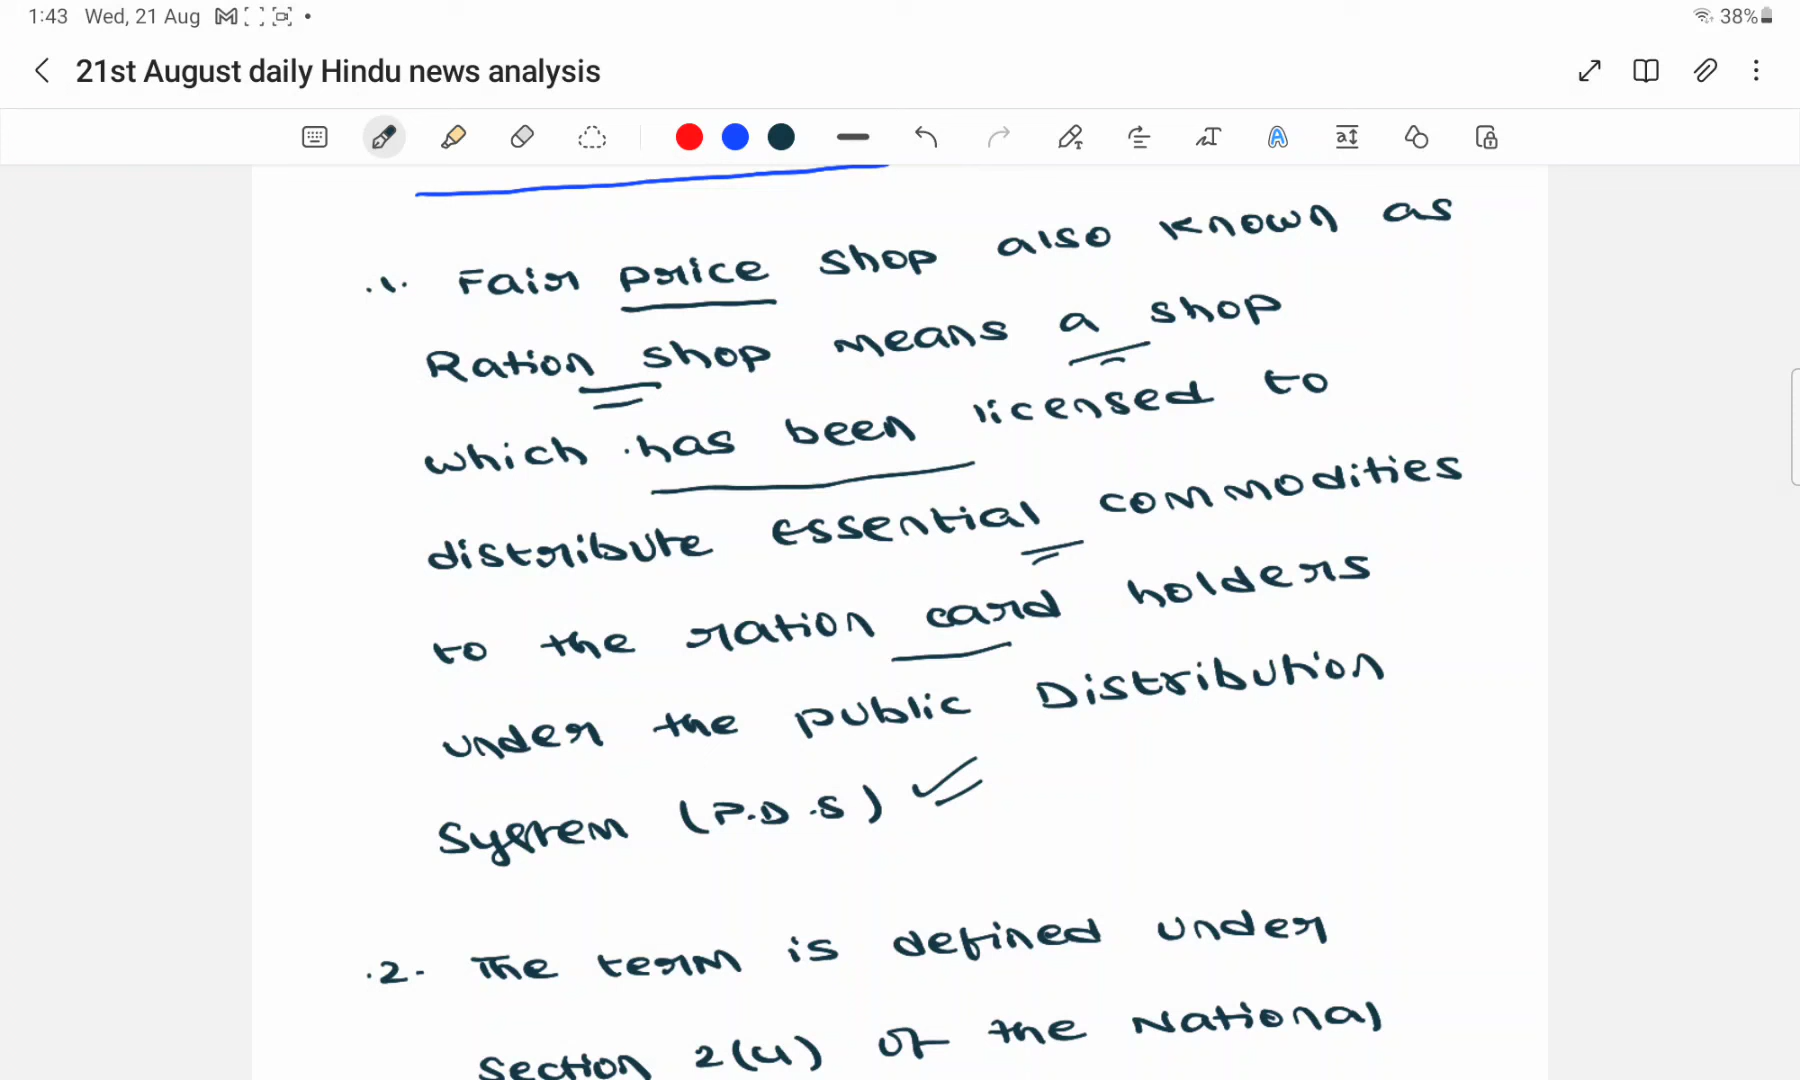 1:43 Wed, 21 Aug 38%
21st August daily Hindu news analysis
.1. Fair price shop also known as
Ration shop means a shop
which has been licensed to
distribute essential commodities
to the ration card holders
under the public Distribution
System (P.D.S)
.2. The term is defined under
Section 2(4) of the National